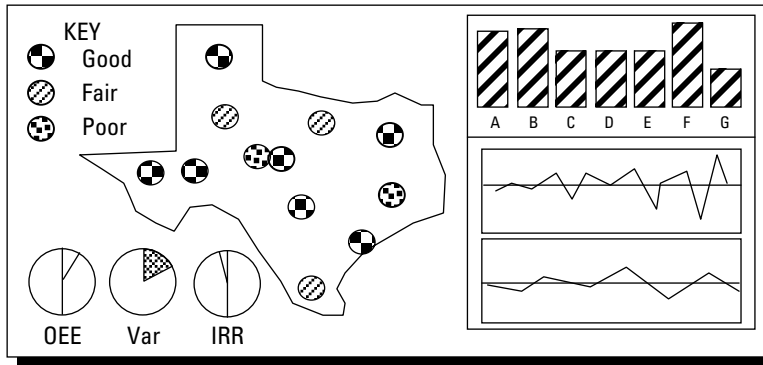 KEY
Good
Fair
Poor
A B C D E F G
OEE Var IRR